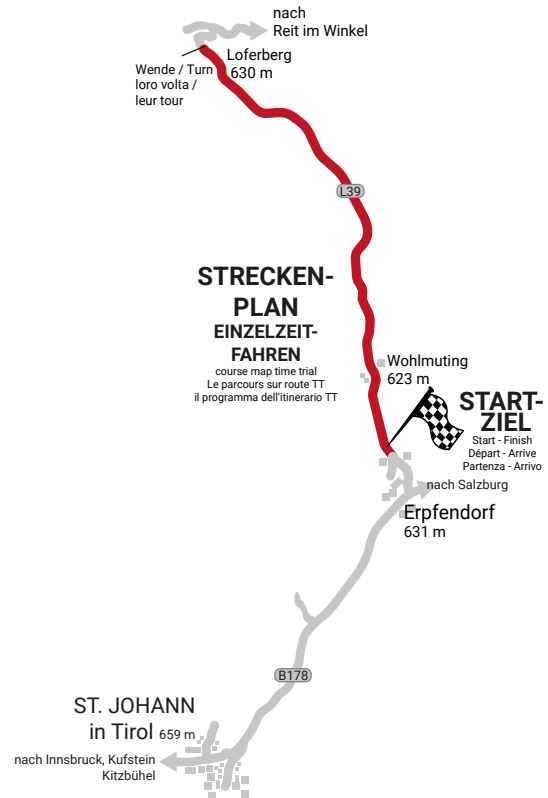 nach
Reit im Winkel
Loferberg
630 m
Wende / Turn
loro volta /
leur tour
L39
STRECKEN-
PLAN
EINZELZEIT-
FAHREN
course map time trial
Le parcours sur route TT
il programma dell'itinerario TT
Wohlmuting
623 m
START-
ZIEL
Start - Finish
Départ - Arrive
Partenza - Arrivo
nach Salzburg
Erpfendorf
631 m
B178
ST. JOHANN
in Tirol 659 m
nach Innsbruck, Kufstein
Kitzbühel